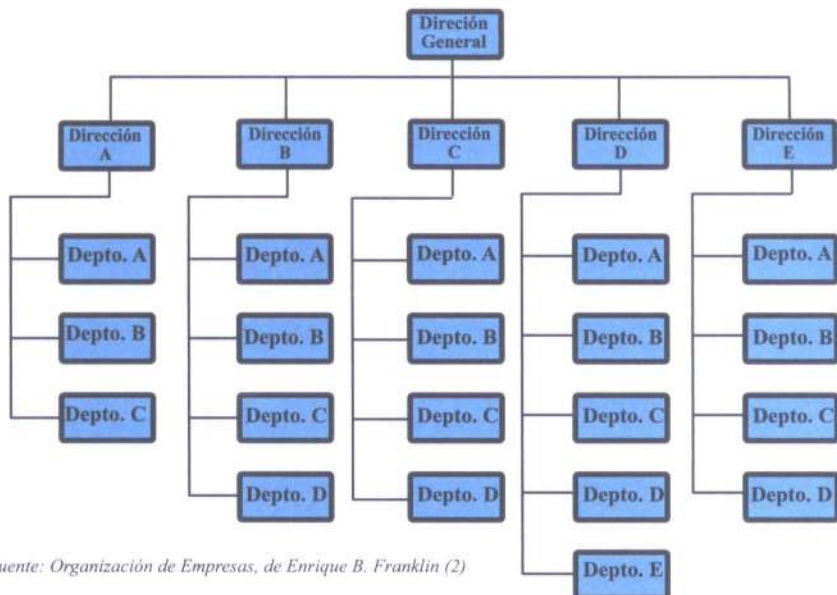 Direción
General
Dirección
A
Dirección
B
Dirección
C
Dirección
D
Dirección
E
Depto. A
Depto. A
Depto. A
Depto. A
Depto. A
Depto. B
Depto. B
Depto. B
Depto. B
Depto. B
Depto. C
Depto. C
Depto. C
Depto. C
Depto. C
Depto. D
Depto. D
Depto. D
Depto. D
uente: Organización de Empresas, de Enrique B. Franklin (2)
Depto. E